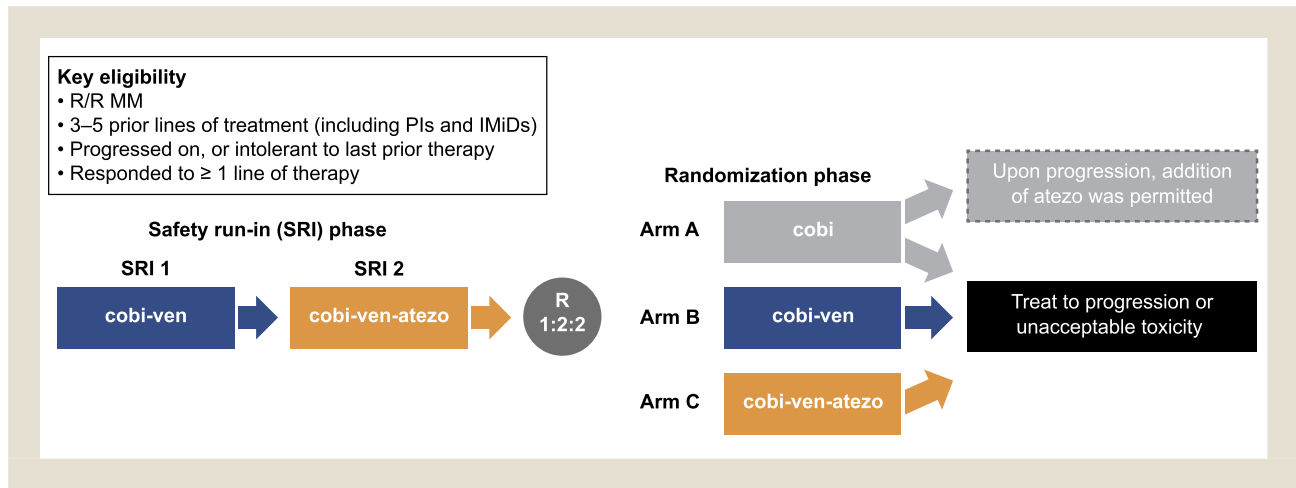 Key eligibility
• R/R MM
• 3–5 prior lines of treatment (including PIs and IMiDs)
• Progressed on, or intolerant to last prior therapy
• Responded to ≥ 1 line of therapy
Safety run-in (SRI) phase
SRI 1
SRI 2
cobi-ven
cobi-ven-atezo
R
1:2:2
Randomization phase
Arm A
cobi
Upon progression, addition
of atezo was permitted
Arm B
cobi-ven
Treat to progression or
unacceptable toxicity
Arm C
cobi-ven-atezo